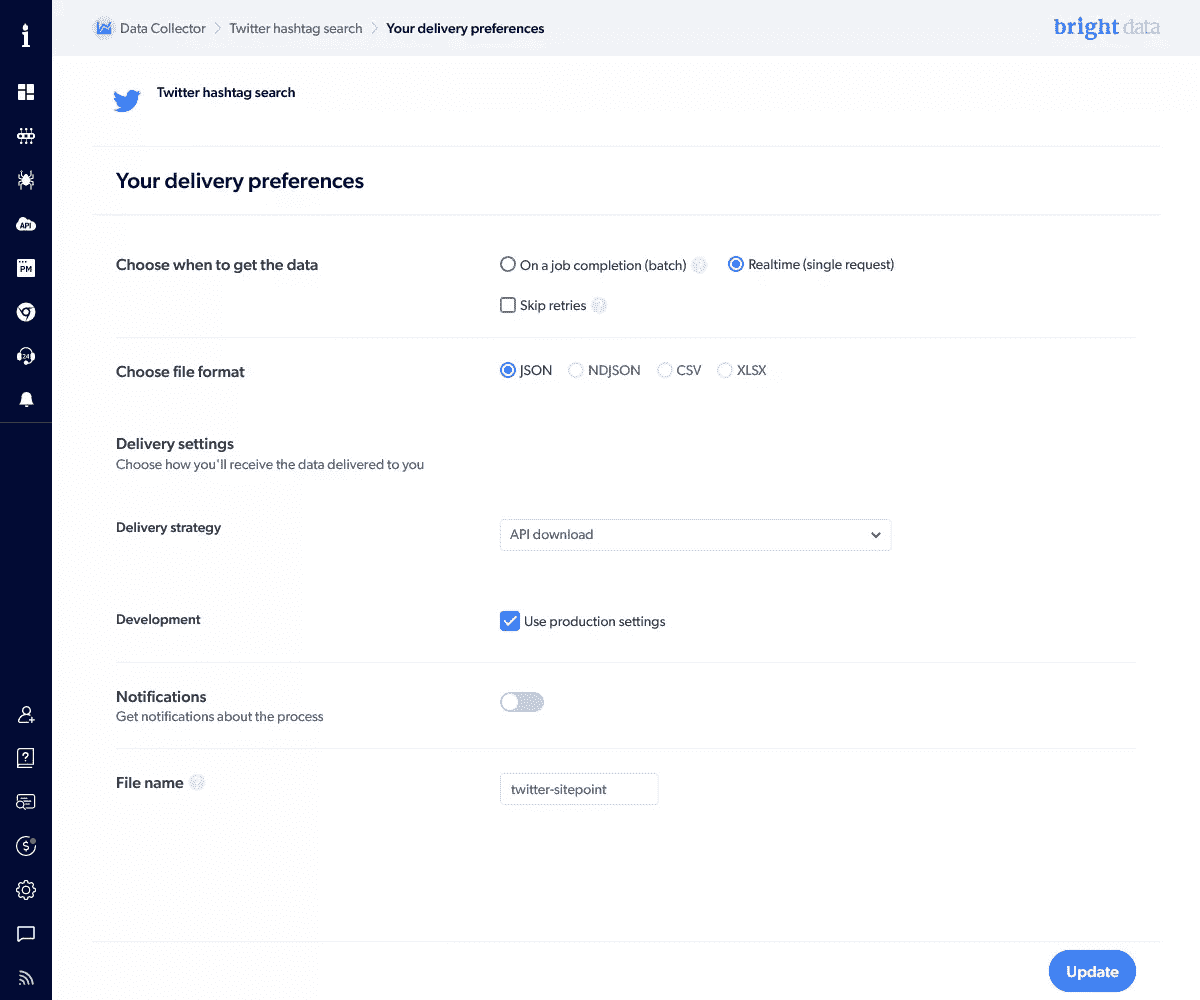 Data Collector > Twitter hashtag search > Your delivery preferences
bright data
Twitter hashtag search
Your delivery preferences
Choose when to get the data
On a job completion (batch)
Realtime (single request)
Skip retries
Choose file format
JSON
NDJSON
CSV
XLSX
Delivery settings
Choose how you'll receive the data delivered to you
Delivery strategy
API download
Development
Use production settings
Notifications
Get notifications about the process
File name
twitter-sitepoint
Update
API
PM
24
?
$